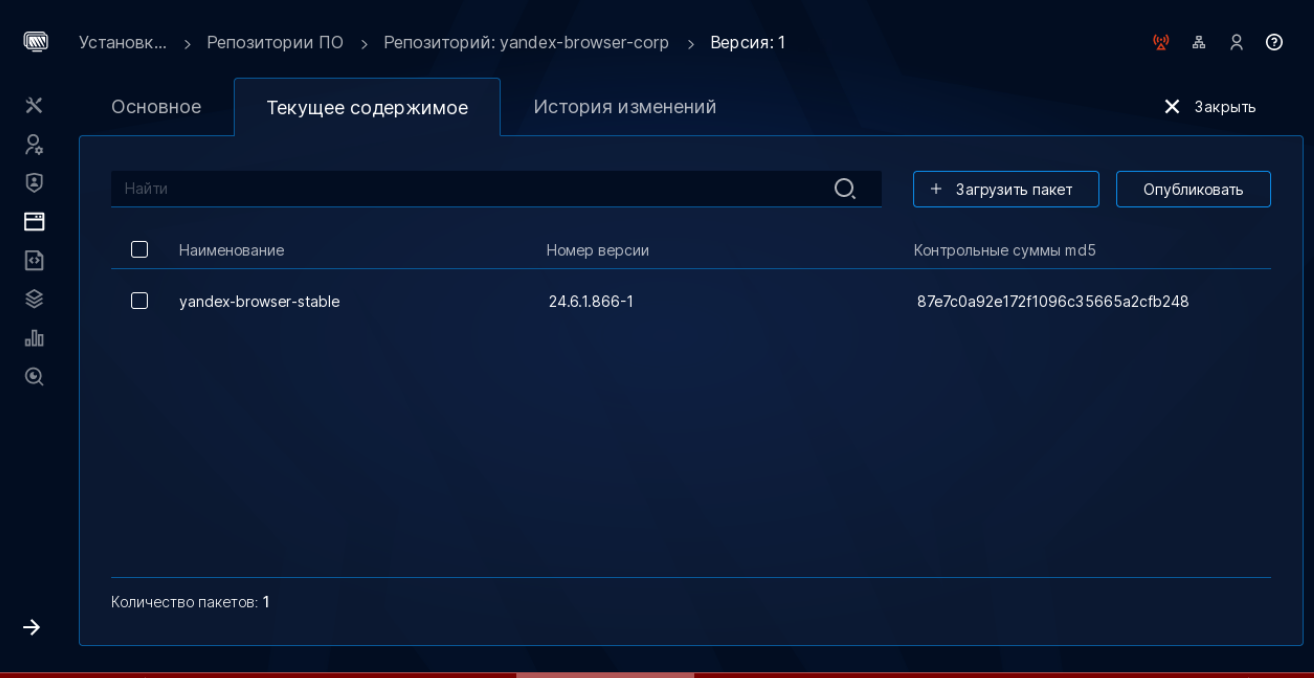 Установк... > Репозитории ПО > Репозиторий: yandex-browser-corp > Версия: 1
Основное Текущее содержимое История изменений Закрыть
Найти + Загрузить пакет Опубликовать
Наименование Номер версии Контрольные суммы md5
yandex-browser-stable 24.6.1.866-1 87e7c0a92e172f1096c35665a2cfb248
Количество пакетов: 1